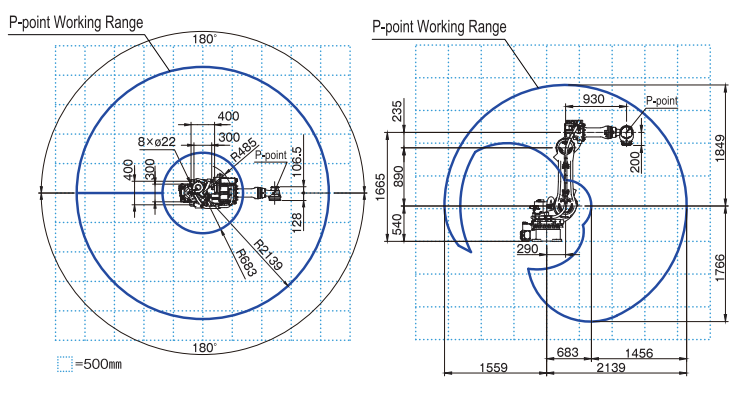 P-point Working Range
180°
400
8×ø22
300
R485
P-point
106.5
400
300
128
R2139
R683
180°
=500mm
P-point Working Range
930
P-point
235
200
1849
1665
890
540
290
1766
683
1456
1559
2139